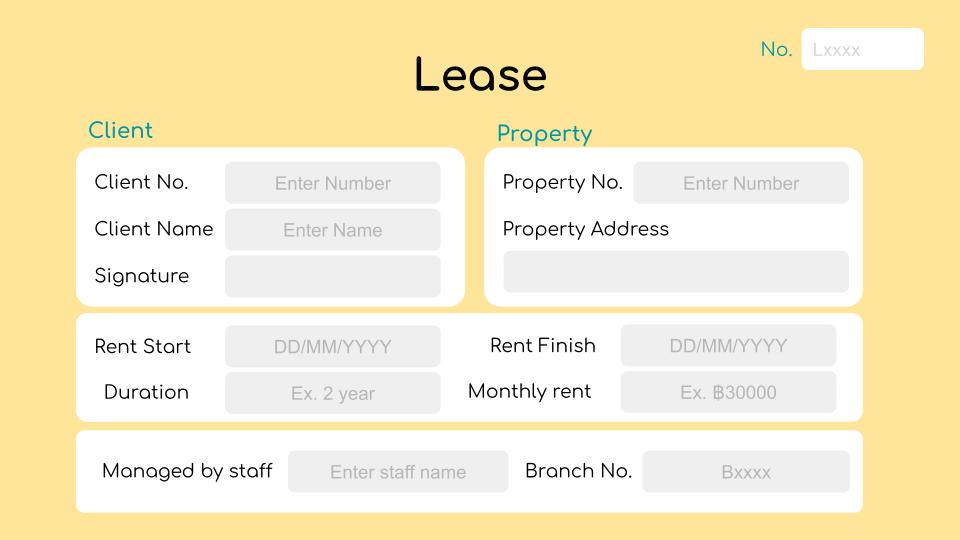 No. Lxxxx
Lease
Client
Property
Client No. Enter Number
Client Name Enter Name
Signature
Property No. Enter Number
Property Address
Rent Start DD/MM/YYYY Rent Finish DD/MM/YYYY
Duration Ex. 2 year Monthly rent Ex. ฿30000
Managed by staff Enter staff name Branch No. Bxxxx